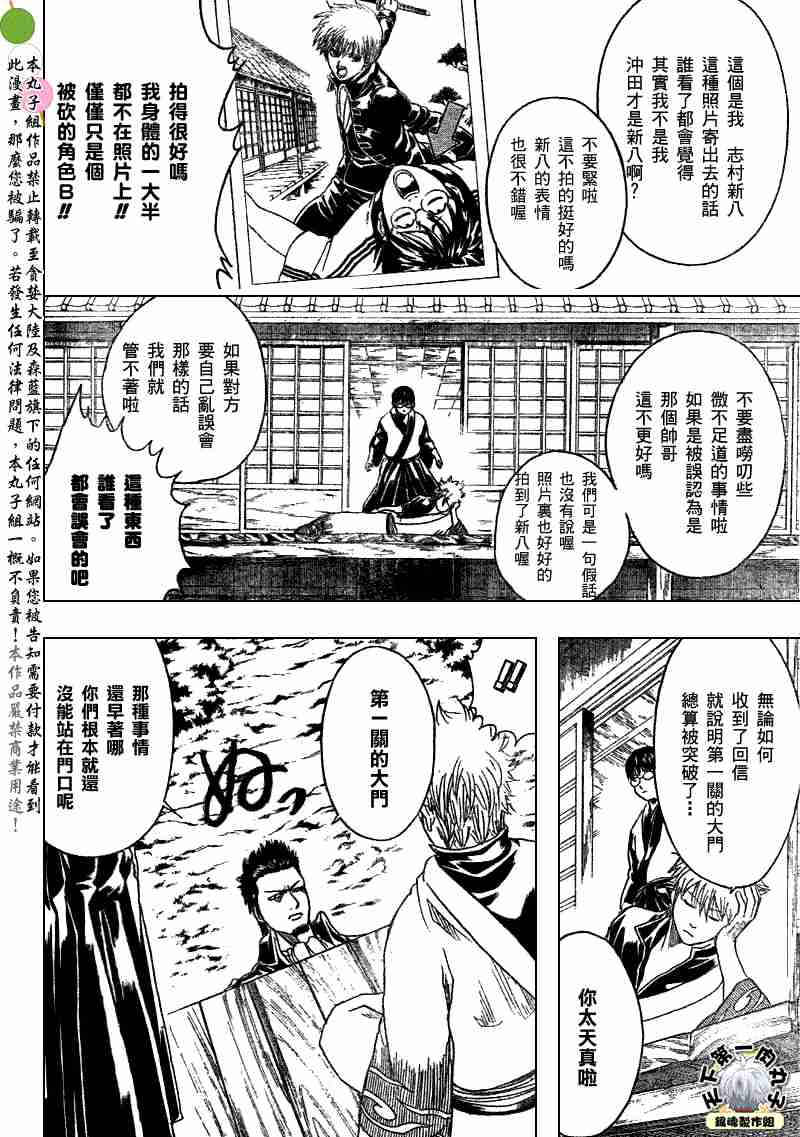 這個是我　志村新八
這種照片寄出去的話
誰看了都會覺得
其實我不是我
沖田才是新八啊?
不要緊啦
這不拍的挺好的嗎
新八的表情
也很不錯喔
拍得很好嗎
我身體的一大半
都不在照片上!!
僅僅只是個
被砍的角色B!!
不要盡嘮叨些
微不足道的事情啦
如果是被誤認為是
那個帥哥
這不更好嗎
我們可是一句假話
也沒有說喔
照片裏也好好的
拍到了新八喔
如果對方
要自己亂誤會
那樣的話
我們就
管不著啦
這種東西
誰看了
都會誤會的吧
無論如何
收到了回信
就說明第一關的大門
總算被突破了…
你太天真啦
!!
第一關的大門
ぬっ
那種事情
還早著哪
你們根本就還
沒能站在門口呢
本丸子組作品禁止轉載至貪婪大陸及森藍旗下的任何網站。如果您被告知需要付款才能看到
此漫畫，那麼您被騙了。若發生任何法律問題，本丸子組一概不負責！本作品嚴禁商業用途！
天下第一肉丸子
銀魂製作組